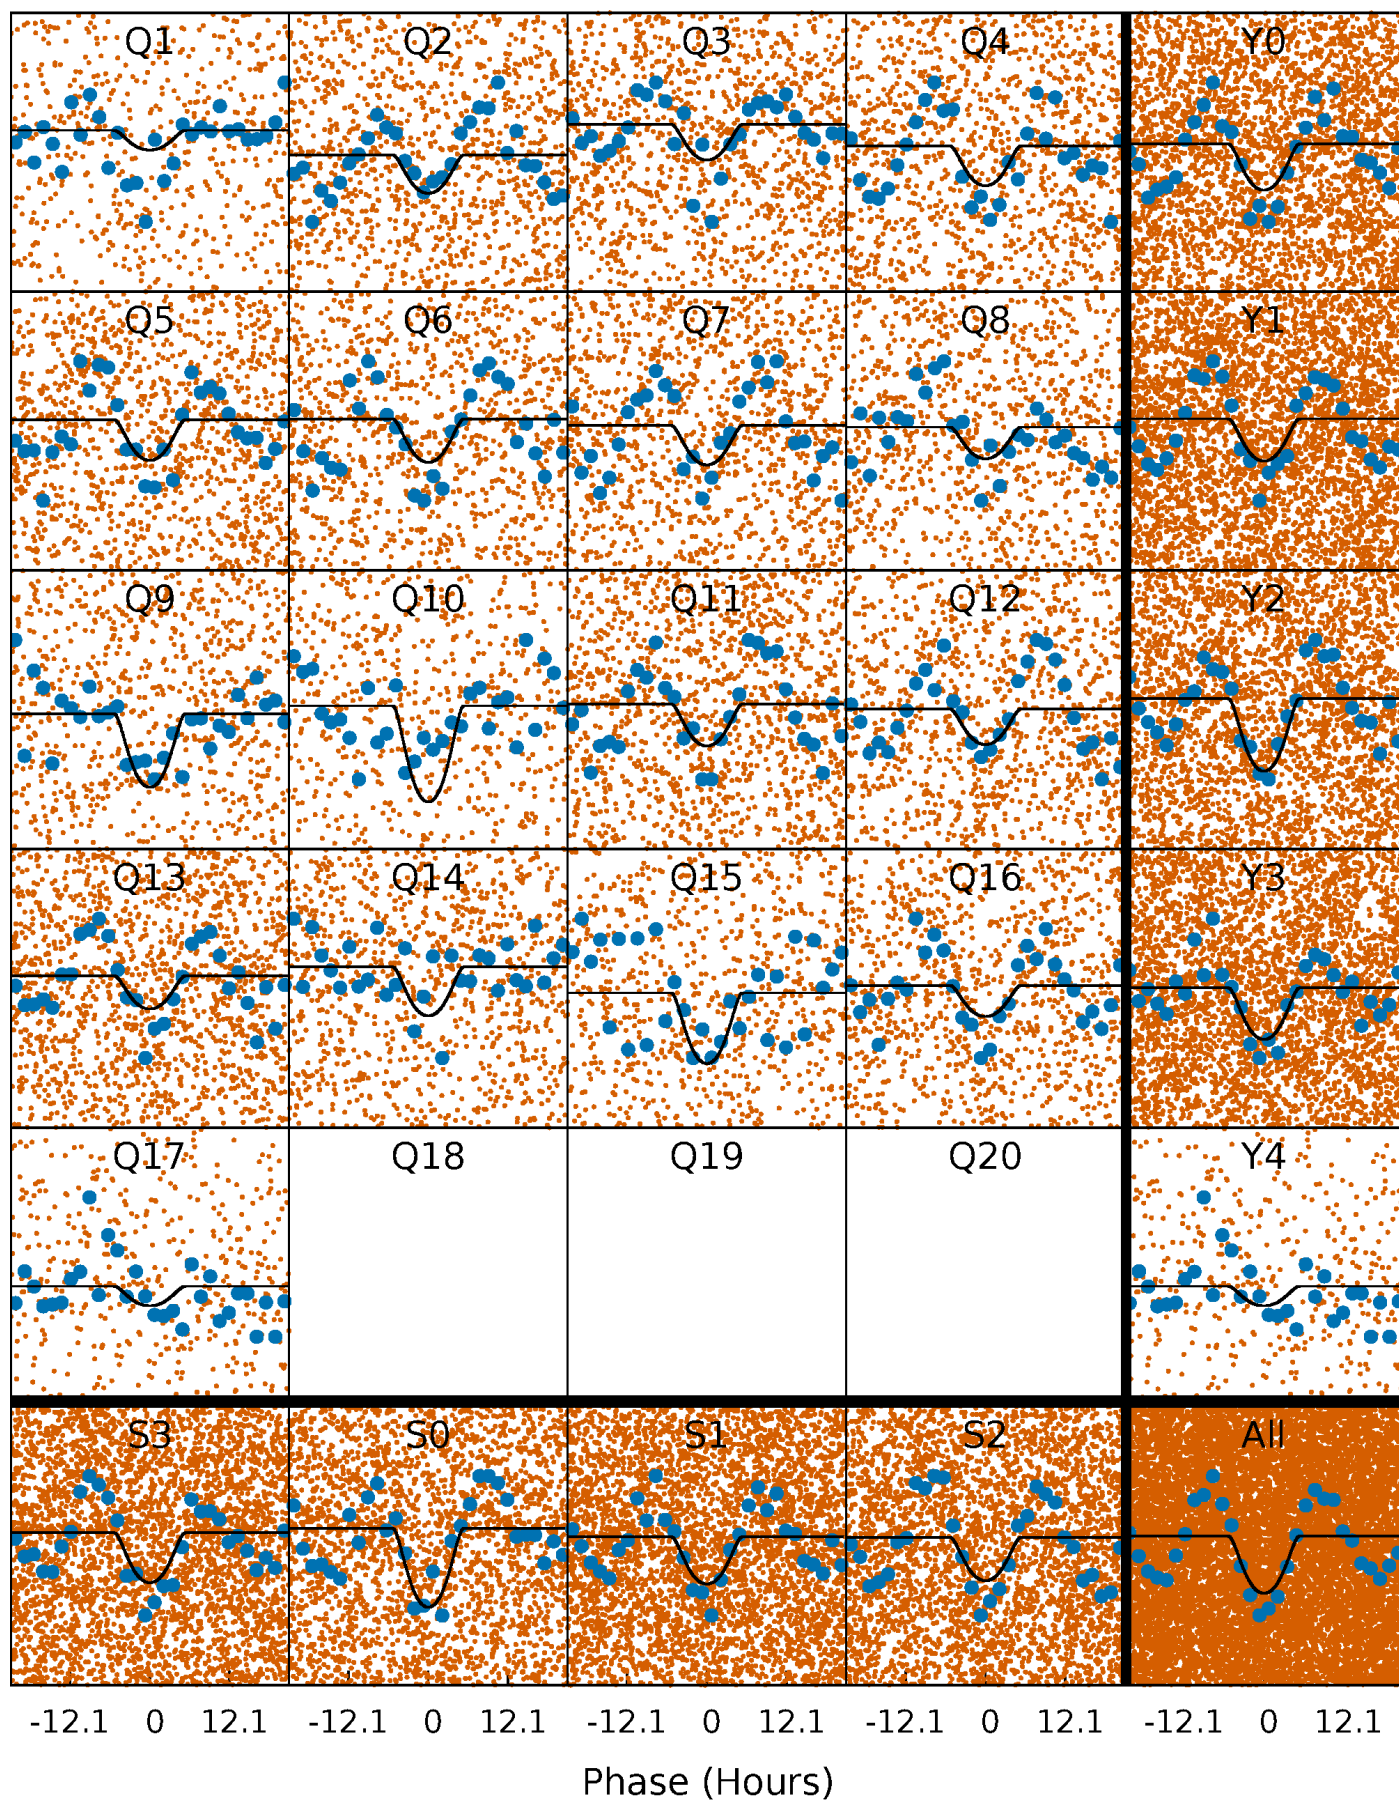 Q1 Q2 Q3 Q4 Y0
Q5 Q6 Q7 Q8 Y1
Q9 Q10 Q11 Q12 Y2
Q13 Q14 Q15 Q16 Y3
Q17 Q18 Q19 Q20 Y4
S3 S0 S1 S2 All
-12.1 0 12.1 -12.1 0 12.1 -12.1 0 12.1 -12.1 0 12.1 -12.1 0 12.1
Phase (Hours)